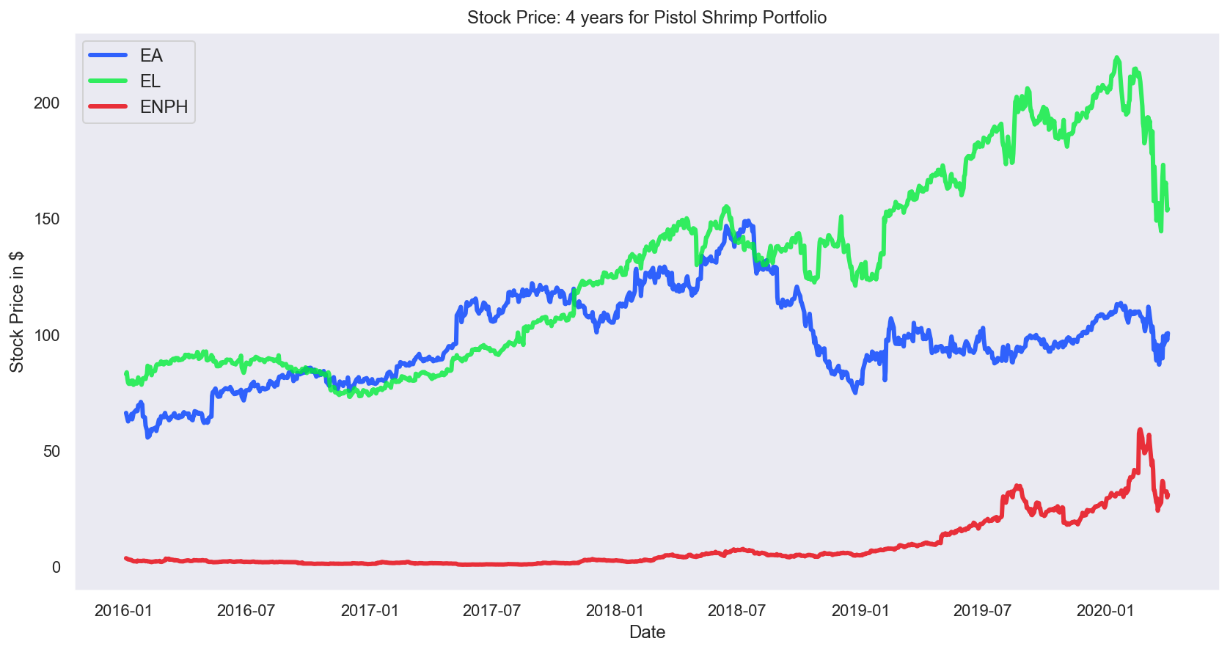 Stock Price: 4 years for Pistol Shrimp Portfolio
EA
EL
ENPH
Stock Price in $
200
150
100
50
0
2016-01 2016-07 2017-01 2017-07 2018-01 2018-07 2019-01 2019-07 2020-01
Date